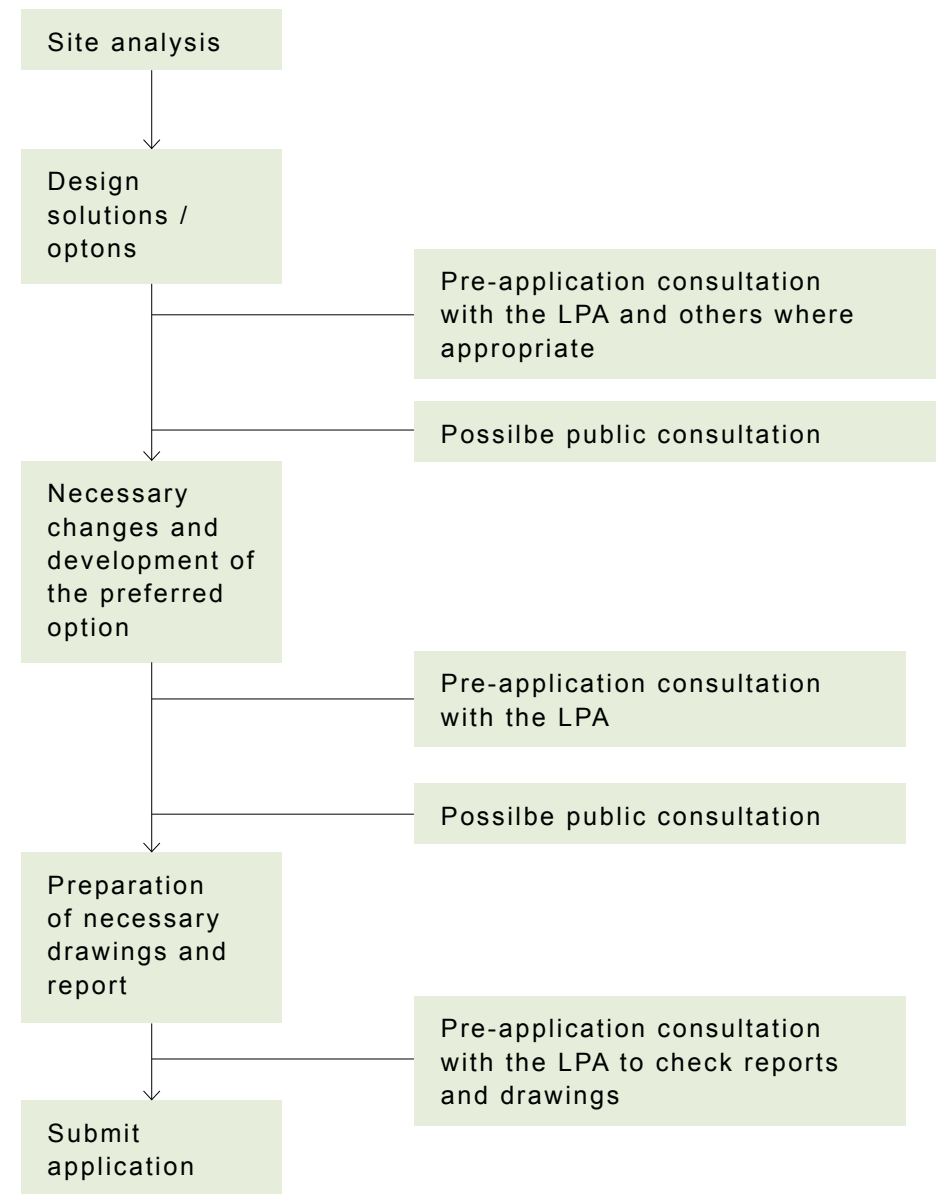 Site analysis
Design
solutions /
optons
Pre-application consultation
with the LPA and others where
appropriate
Possilbe public consultation
Necessary
changes and
development of
the preferred
option
Pre-application consultation
with the LPA
Possilbe public consultation
Preparation
of necessary
drawings and
report
Pre-application consultation
with the LPA to check reports
and drawings
Submit
application